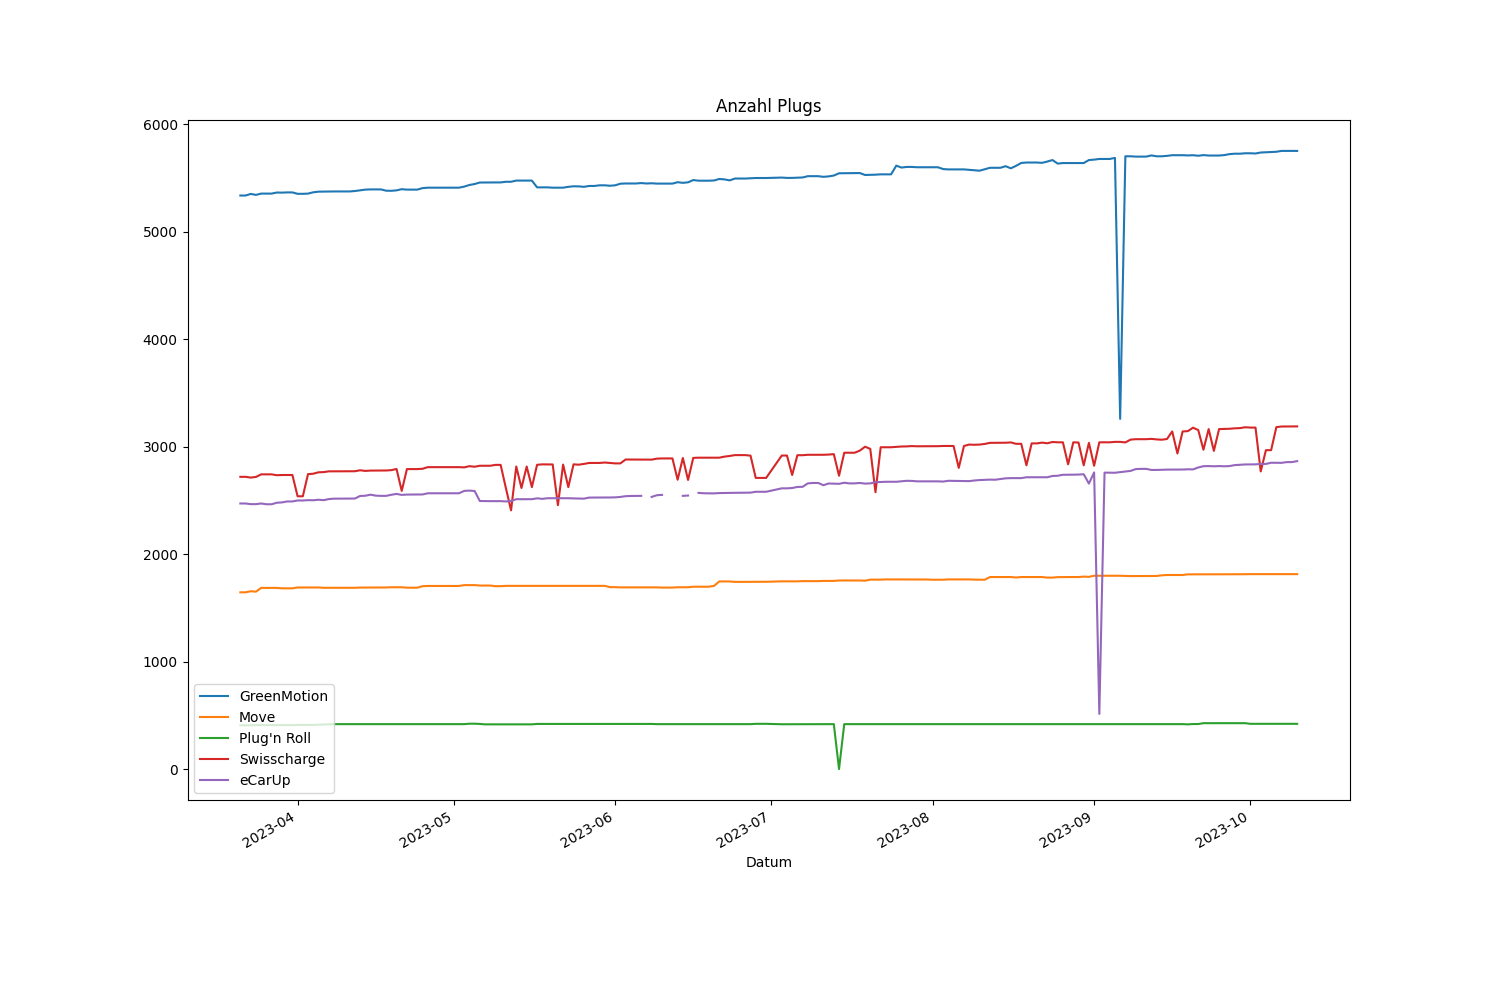 Anzahl Plugs
6000
5000
4000
3000
2000
1000
0
GreenMotion
Move
Plug'n Roll
Swisscharge
eCarUp
2023-04
2023-05
2023-06
2023-07
2023-08
2023-09
2023-10
Datum